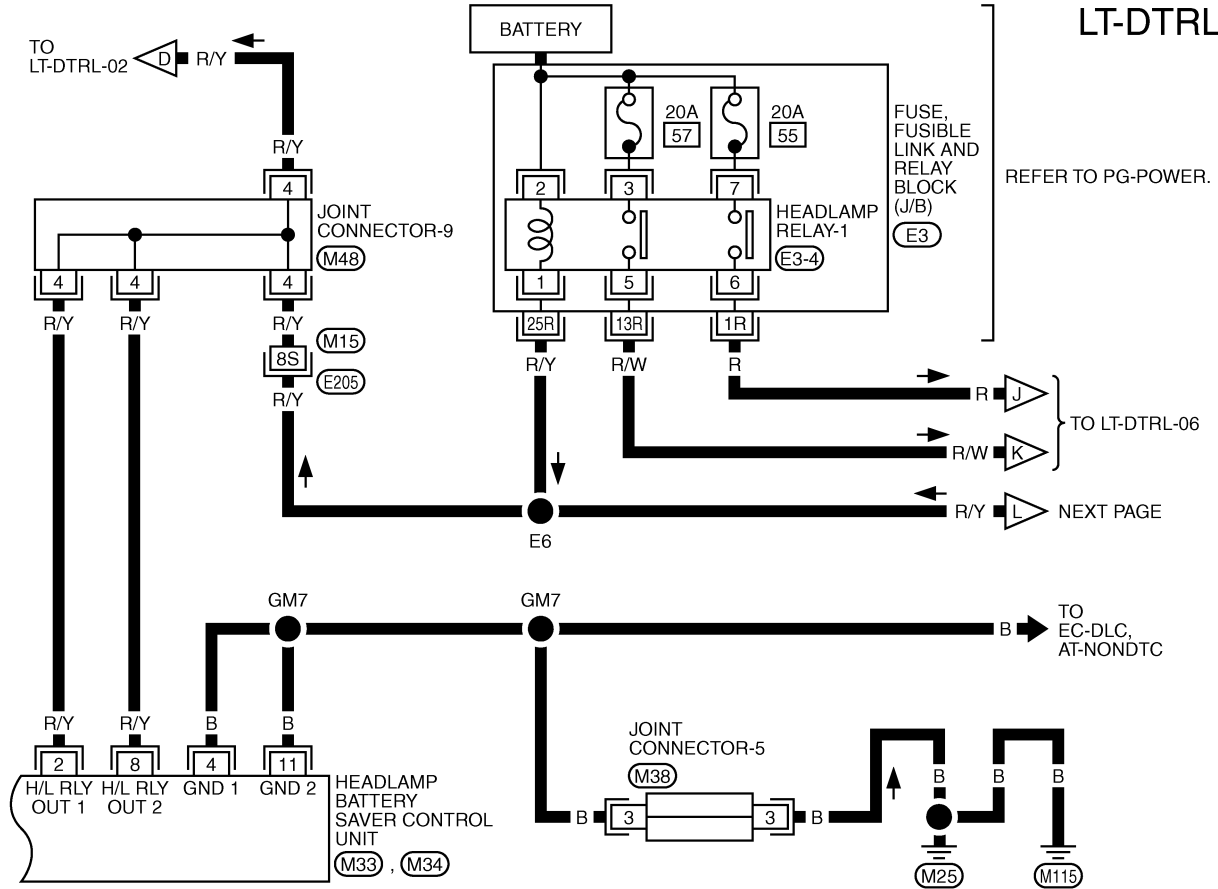 LT-DTRL
BATTERY
TO
LT-DTRL-02
D
R/Y
R/Y
20A
57
20A
55
FUSE,
FUSIBLE
LINK AND
RELAY
BLOCK
(J/B)
E3
REFER TO PG-POWER.
4
2
3
7
JOINT
CONNECTOR-9
M48
HEADLAMP
RELAY-1
E3-4
4
4
4
1
5
6
R/Y
R/Y
R/Y
25R
13R
1R
M15
8S
E205
R/Y
R/W
R
R/Y
R
J
TO LT-DTRL-06
R/W
K
R/Y
L
NEXT PAGE
E6
GM7
GM7
B
TO
EC-DLC,
AT-NONDTC
R/Y
R/Y
B
B
2
8
4
11
H/L RLY
OUT 1
H/L RLY
OUT 2
GND 1
GND 2
HEADLAMP
BATTERY
SAVER CONTROL
UNIT
M33 , M34
JOINT
CONNECTOR-5
M38
B
3
3
B
B
B
B
M25
M115